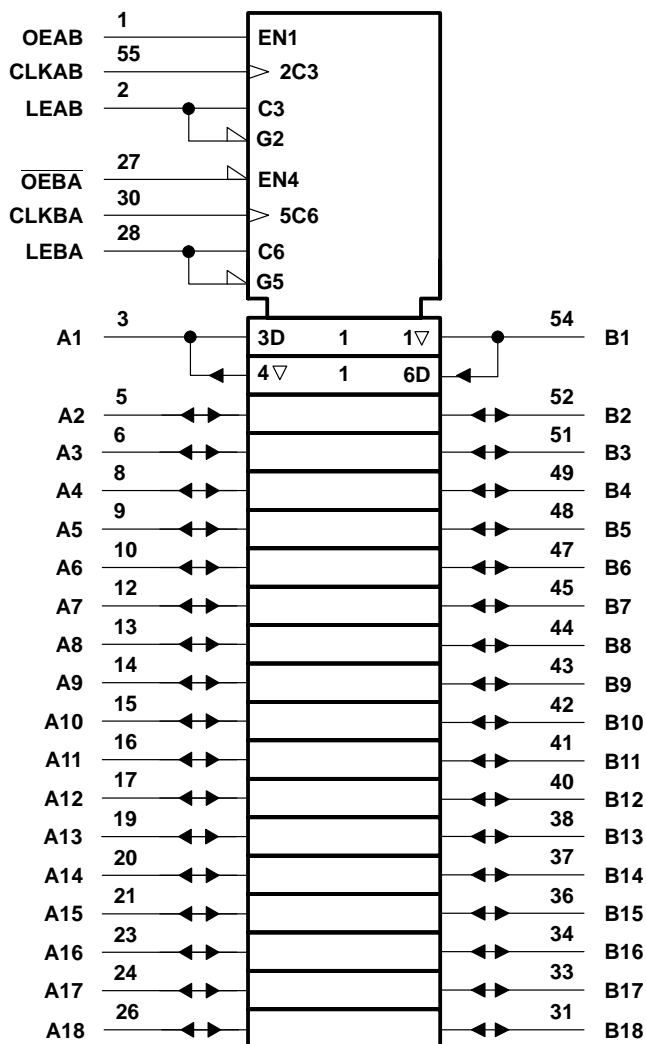 1
OEAB EN1
55
CLKAB 2C3
2
LEAB C3
G2
27
OEBA EN4
30
CLKBA 5C6
28
LEBA C6
G5
3 54
A1 3D 1 1▽ B1
4▽ 1 6D
5 52
A2 B2
6 51
A3 B3
8 49
A4 B4
9 48
A5 B5
10 47
A6 B6
12 45
A7 B7
13 44
A8 B8
14 43
A9 B9
15 42
A10 B10
16 41
A11 B11
17 40
A12 B12
19 38
A13 B13
20 37
A14 B14
21 36
A15 B15
23 34
A16 B16
24 33
A17 B17
26 31
A18 B18